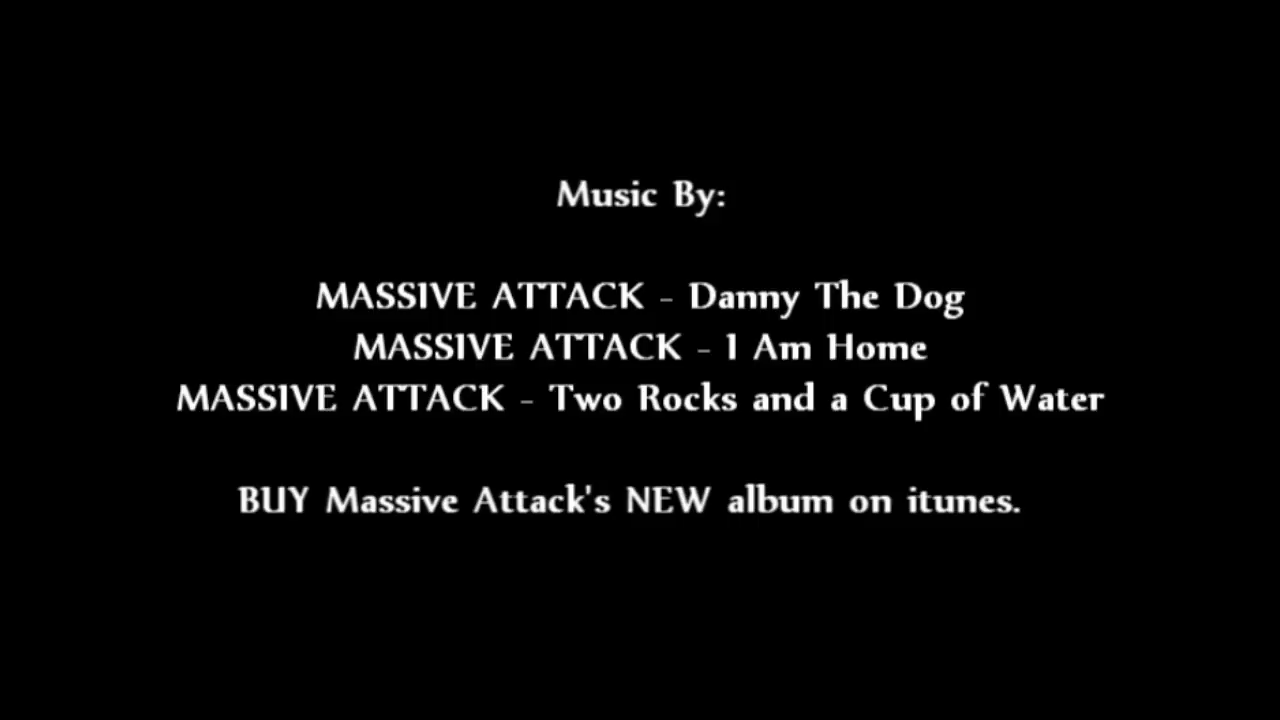 Music By:
MASSIVE ATTACK - Danny The Dog
MASSIVE ATTACK - I Am Home
MASSIVE ATTACK - Two Rocks and a Cup of Water
BUY Massive Attack's NEW album on itunes.